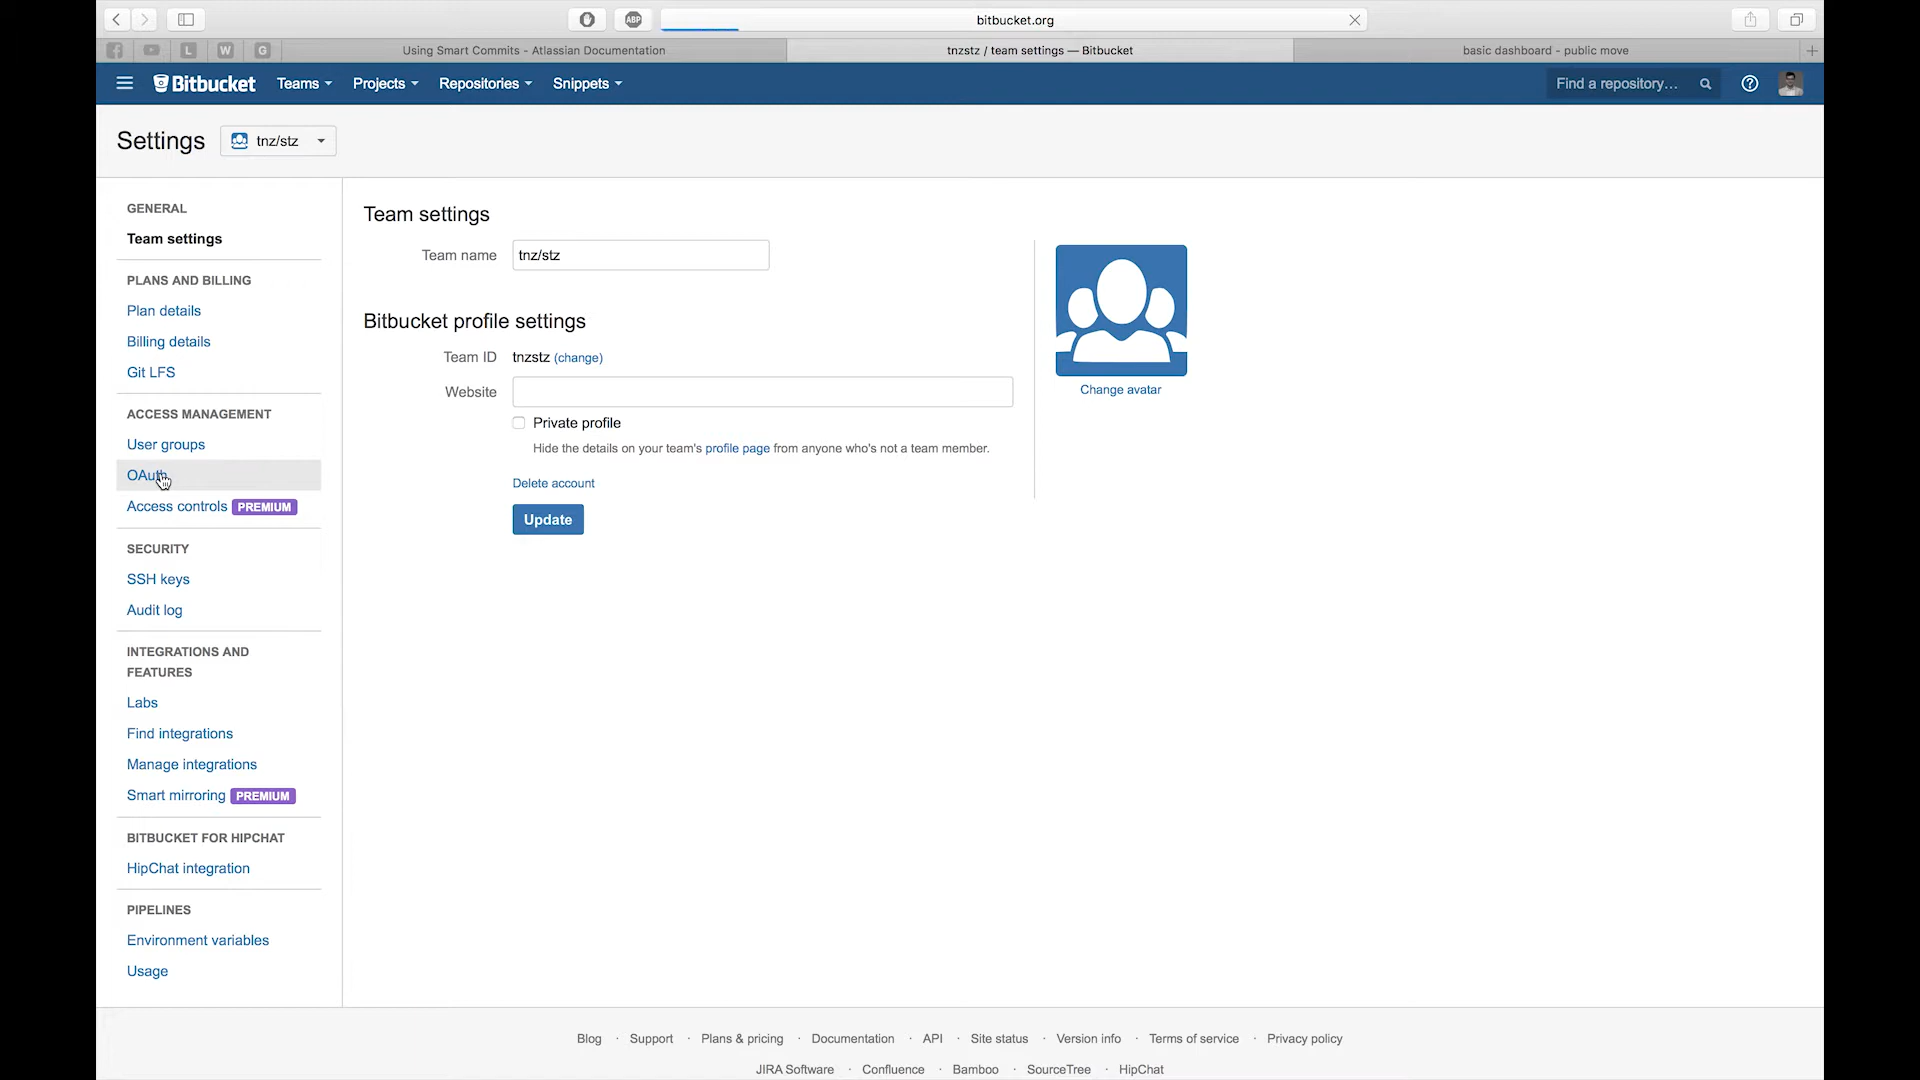 ABP
bitbucket.org
L
W
G
Using Smart Commits - Atlassian Documentation
tnzstz / team settings — Bitbucket
basic dashboard - public move
Bitbucket
Teams
Projects
Repositories
Snippets
Find a repository...
Settings
tnz/stz
GENERAL
Team settings
PLANS AND BILLING
Plan details
Billing details
Git LFS
ACCESS MANAGEMENT
User groups
OAuth
Access controls PREMIUM
SECURITY
SSH keys
Audit log
INTEGRATIONS AND
FEATURES
Labs
Find integrations
Manage integrations
Smart mirroring PREMIUM
BITBUCKET FOR HIPCHAT
HipChat integration
PIPELINES
Environment variables
Usage
Team settings
Team name tnz/stz
Bitbucket profile settings
Team ID tnzstz (change)
Website
Private profile
Hide the details on your team's profile page from anyone who's not a team member.
Delete account
Update
Change avatar
Blog · Support · Plans & pricing · Documentation · API · Site status · Version info · Terms of service · Privacy policy
JIRA Software · Confluence · Bamboo · SourceTree · HipChat